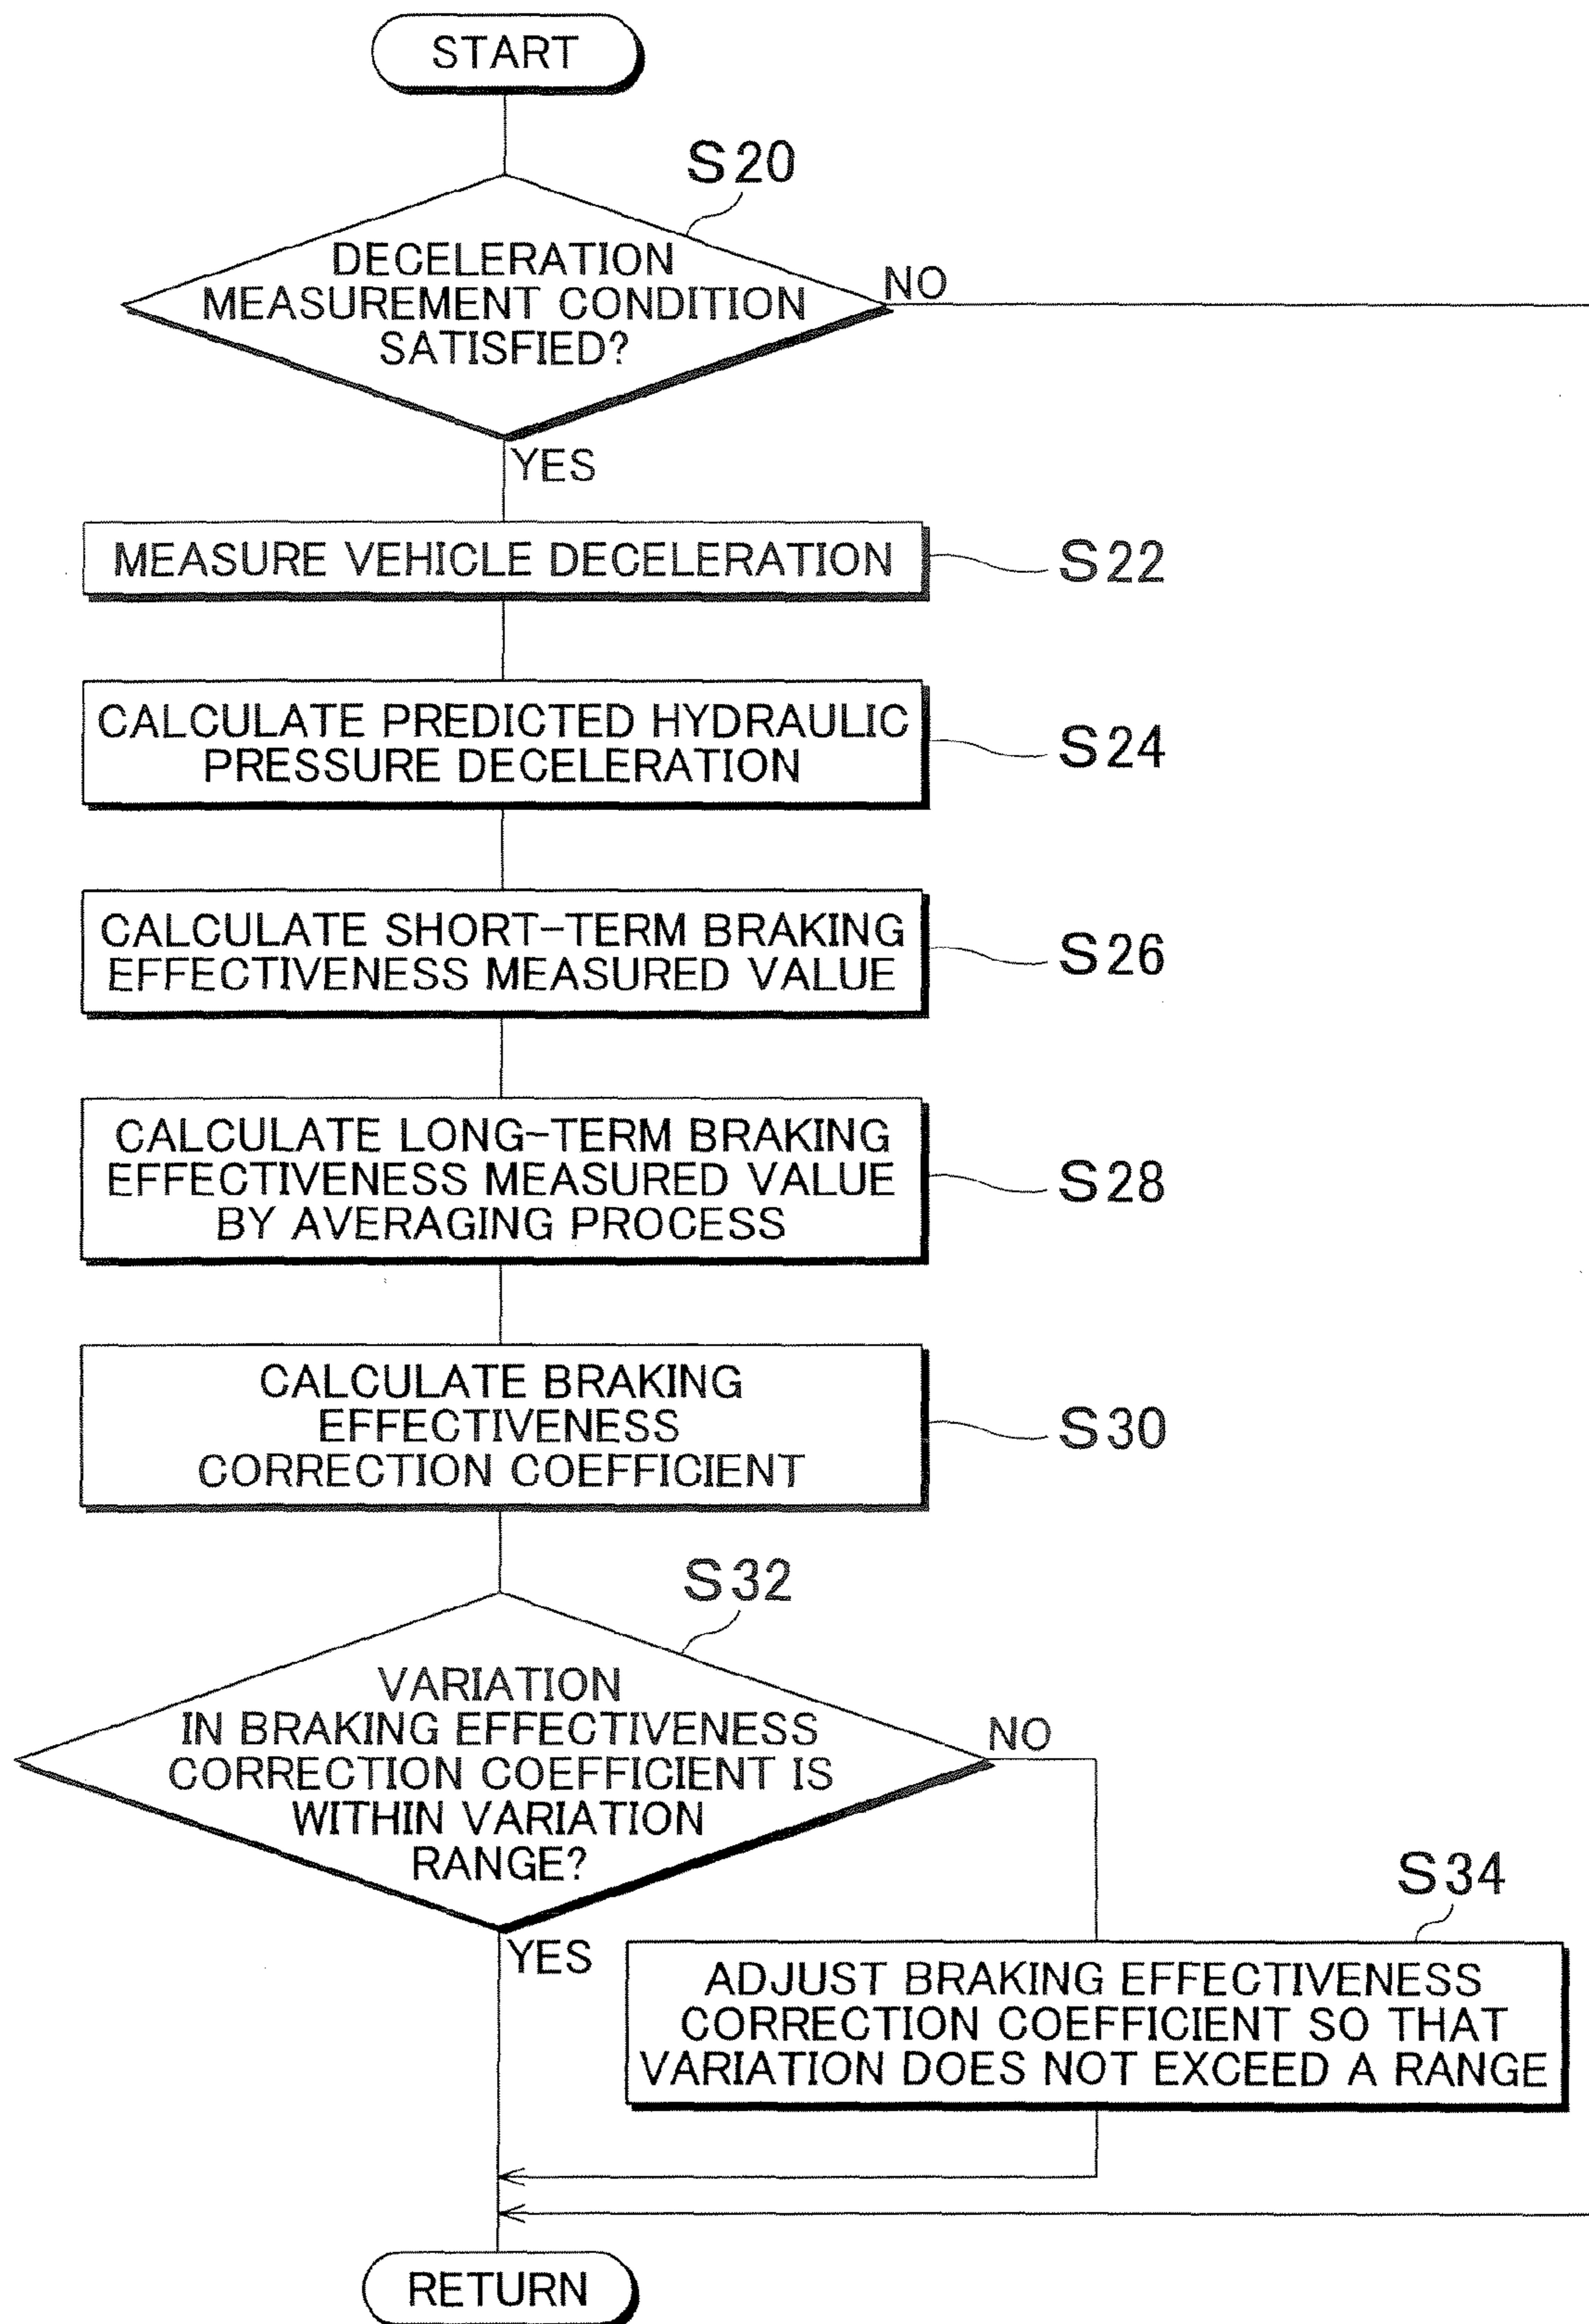 START
S20
DECELERATION
MEASUREMENT CONDITION
SATISFIED?
NO
YES
MEASURE VEHICLE DECELERATION
S22
CALCULATE PREDICTED HYDRAULIC
PRESSURE DECELERATION
S24
CALCULATE SHORT-TERM BRAKING
EFFECTIVENESS MEASURED VALUE
S26
CALCULATE LONG-TERM BRAKING
EFFECTIVENESS MEASURED VALUE
BY AVERAGING PROCESS
S28
CALCULATE BRAKING
EFFECTIVENESS
CORRECTION COEFFICIENT
S30
S32
VARIATION
IN BRAKING EFFECTIVENESS
CORRECTION COEFFICIENT IS
WITHIN VARIATION
RANGE?
NO
YES
S34
ADJUST BRAKING EFFECTIVENESS
CORRECTION COEFFICIENT SO THAT
VARIATION DOES NOT EXCEED A RANGE
RETURN